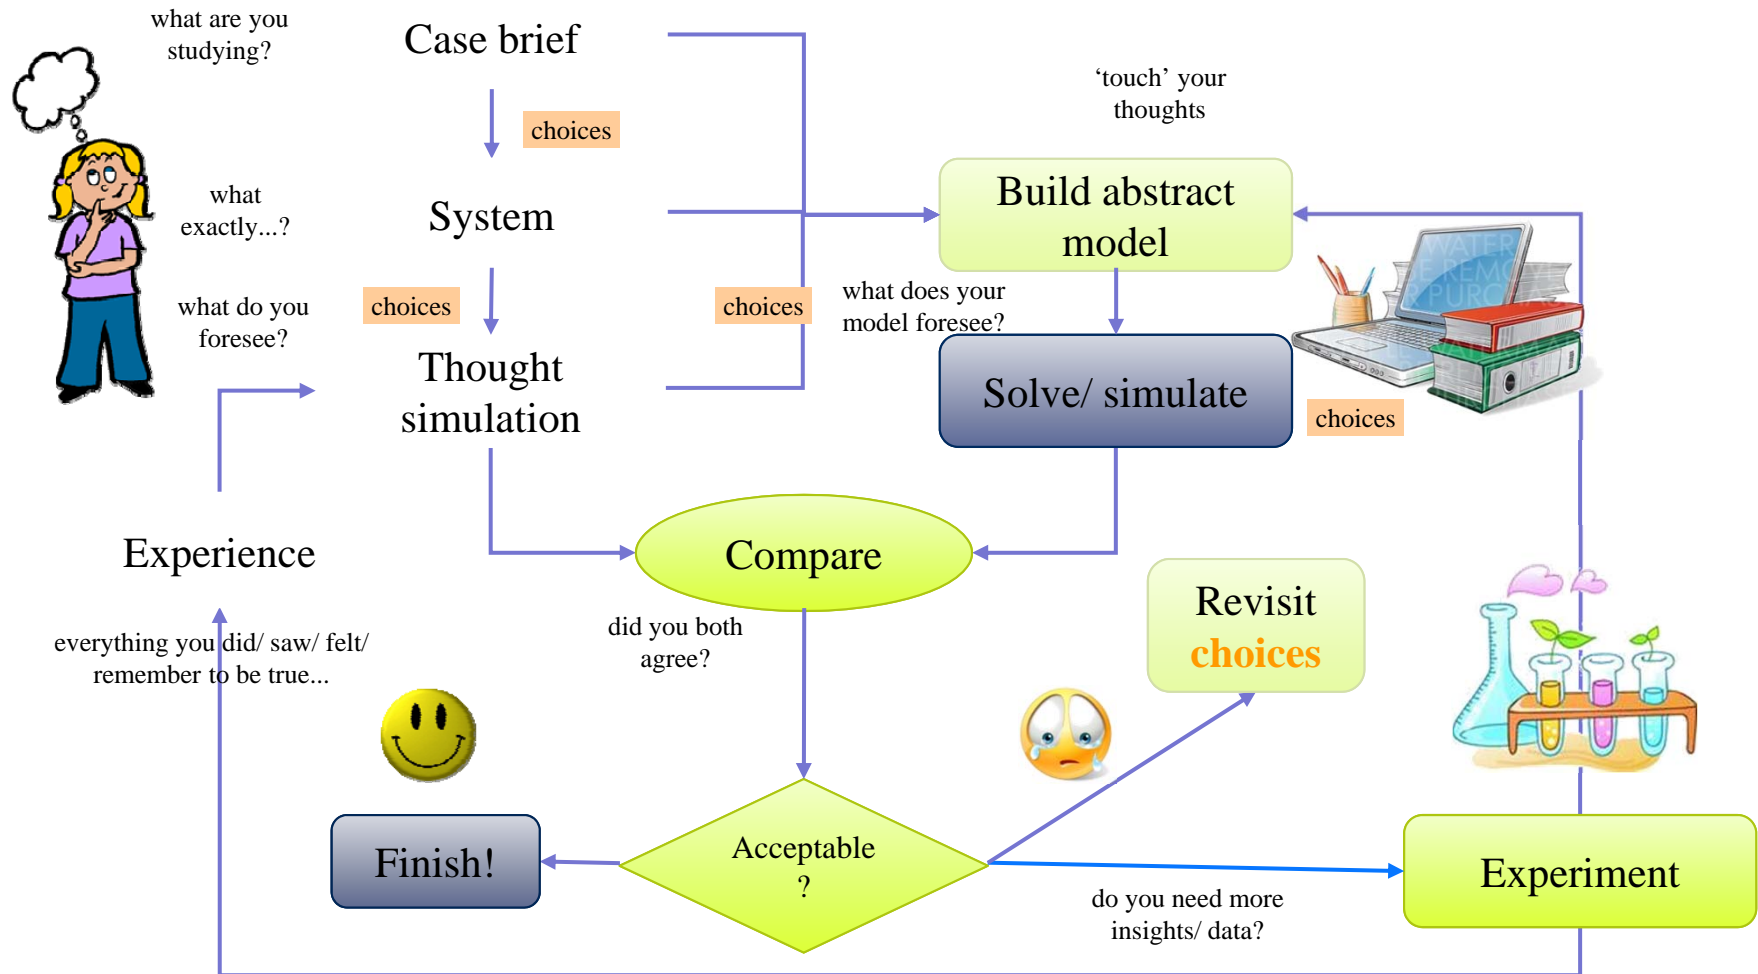 what are you
studying?
Case brief
choices
‘touch’ your
thoughts
what
exactly...?
System
Build abstract
model
what do you
foresee?
choices
choices
what does your
model foresee?
Thought
simulation
Solve/ simulate
choices
WATER
REMOV
PURC
Experience
everything you did/ saw/ felt/
remember to be true...
Compare
did you both
agree?
Revisit
choices
Finish!
Acceptable
?
do you need more
insights/ data?
Experiment